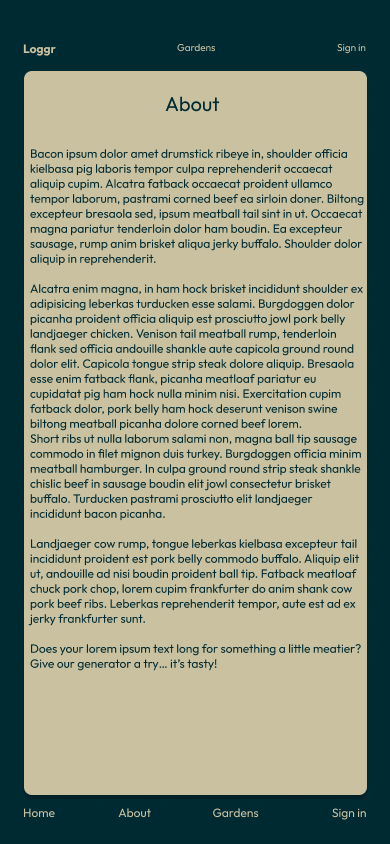 Loggr Gardens Sign in
About
Bacon ipsum dolor amet drumstick ribeye in, shoulder officia
kielbasa pig laboris tempor culpa reprehenderit occaecat
aliquip cupim. Alcatra fatback occaecat proident ullamco
tempor laborum, pastrami corned beef ea sirloin doner. Biltong
excepteur bresaola sed, ipsum meatball tail sint in ut. Occaecat
magna pariatur tenderloin dolor ham boudin. Ea excepteur
sausage, rump anim brisket aliqua jerky buffalo. Shoulder dolor
aliquip in reprehenderit.
Alcatra enim magna, in ham hock brisket incididunt shoulder ex
adipisicing leberkas turducken esse salami. Burgdoggen dolor
picanha proident officia aliquip est prosciutto jowl pork belly
landjaeger chicken. Venison tail meatball rump, tenderloin
flank sed officia andouille shankle aute capicola ground round
dolor elit. Capicola tongue strip steak dolore aliquip. Bresaola
esse enim fatback flank, picanha meatloaf pariatur eu
cupidatat pig ham hock nulla minim nisi. Exercitation cupim
fatback dolor, pork belly ham hock deserunt venison swine
biltong meatball picanha dolore corned beef lorem.
Short ribs ut nulla laborum salami non, magna ball tip sausage
commodo in filet mignon duis turkey. Burgdoggen officia minim
meatball hamburger. In culpa ground round strip steak shankle
chislic beef in sausage boudin elit jowl consectetur brisket
buffalo. Turducken pastrami prosciutto elit landjaeger
incididunt bacon picanha.
Landjaeger cow rump, tongue leberkas kielbasa excepteur tail
incididunt proident est pork belly commodo buffalo. Aliquip elit
ut, andouille ad nisi boudin proident ball tip. Fatback meatloaf
chuck pork chop, lorem cupim frankfurter do anim shank cow
pork beef ribs. Leberkas reprehenderit tempor, aute est ad ex
jerky frankfurter sunt.
Does your lorem ipsum text long for something a little meatier?
Give our generator a try… it's tasty!
Home About Gardens Sign in